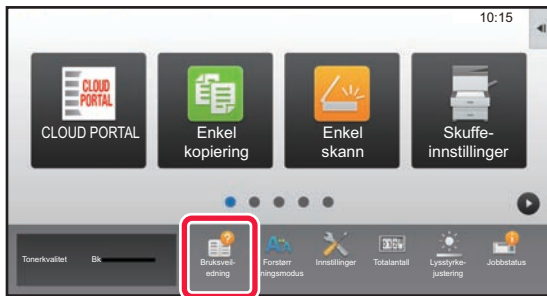 10:15
CLOUD
PORTAL
CLOUD PORTAL
Enkel
kopiering
Enkel
skann
Skuffe-
innstillinger
Tonerkvalitet
Bk
Bruksveil-
edning
Forstørr
ningsmodus
Innstillinger
Totalantall
Lysstyrke-
justering
Jobbstatus